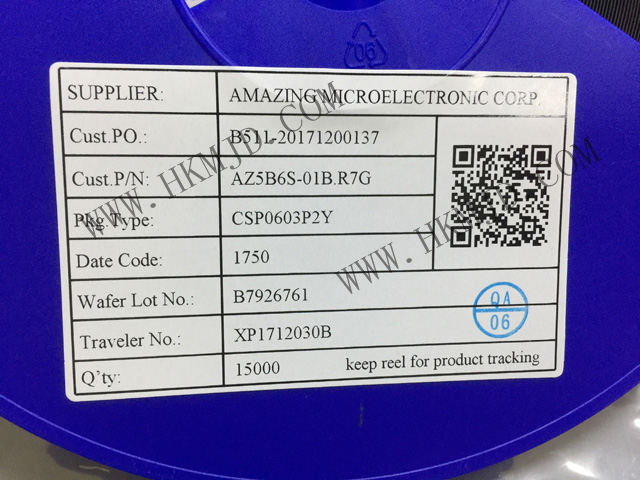 06
SUPPLIER: AMAZING MICROELECTRONIC CORP.
Cust.PO.: B511-20171200137
Cust.P/N: AZ5B6S-01B.R7G
Pkg.Type: CSP0603P2Y
Date Code: 1750
Wafer Lot No.: B7926761
Traveler No.: XP1712030B
Q'ty: 15000 keep reel for product tracking
QA
06
WWW.HKMJD.COM
WWW.HKMJD.COM